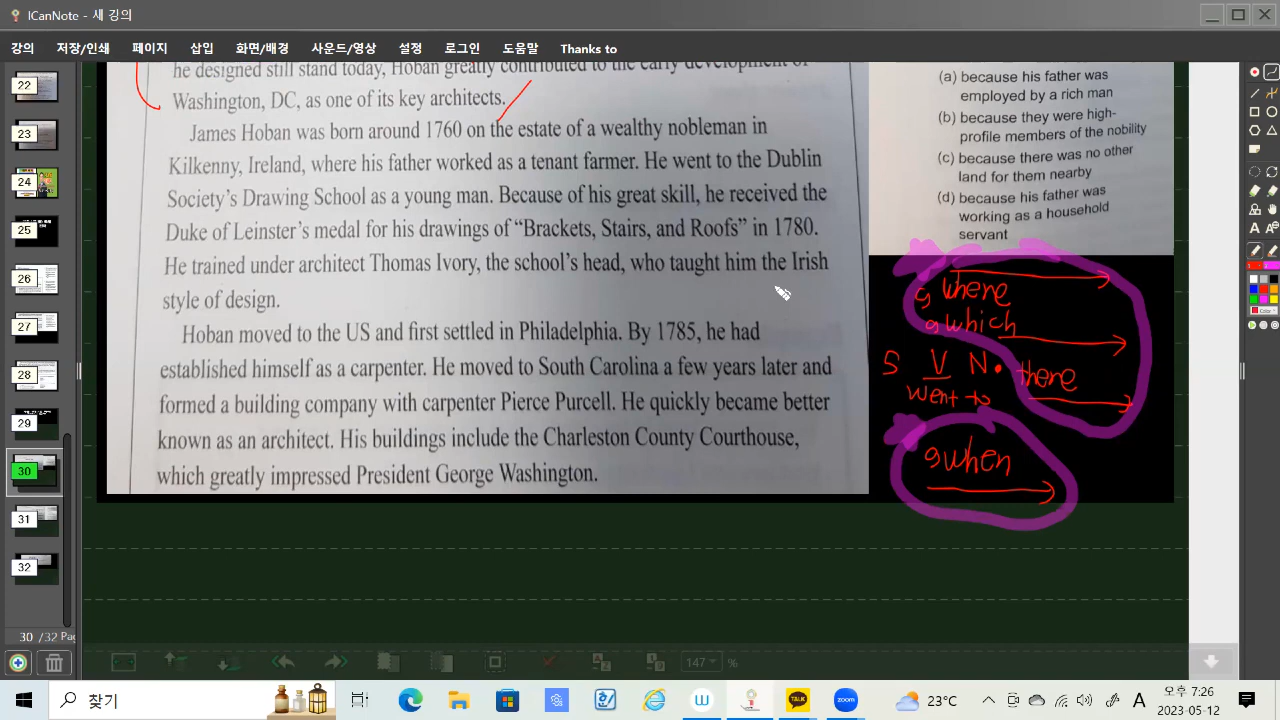 ICanNote - 새 강의
강의 저장/인쇄 페이지 삽입 화면/배경 사운드/영상 설정 로그인 도움말 Thanks to
he designed still stand today, Hoban greatly contributed to the early development of
Washington, DC, as one of its key architects.
James Hoban was born around 1760 on the estate of a wealthy nobleman in
Kilkenny, Ireland, where his father worked as a tenant farmer. He went to the Dublin
Society's Drawing School as a young man. Because of his great skill, he received the
Duke of Leinster's medal for his drawings of "Brackets, Stairs, and Roofs" in 1780.
He trained under architect Thomas Ivory, the school's head, who taught him the Irish
style of design.
Hoban moved to the US and first settled in Philadelphia. By 1785, he had
established himself as a carpenter. He moved to South Carolina a few years later and
formed a building company with carpenter Pierce Purcell. He quickly became better
known as an architect. His buildings include the Charleston County Courthouse,
which greatly impressed President George Washington.
(a) because his father was
employed by a rich man
(b) because they were high-
profile members of the nobility
(c) because there was no other
land for them nearby
(d) because his father was
working as a household
servant
where
which
S V N. there
went to
when
22
23
24
25
26
27
28
29
30
31
32
30 /32 Pag
147 %
찾기
23°C
A
오후 7:26
2023-05-12